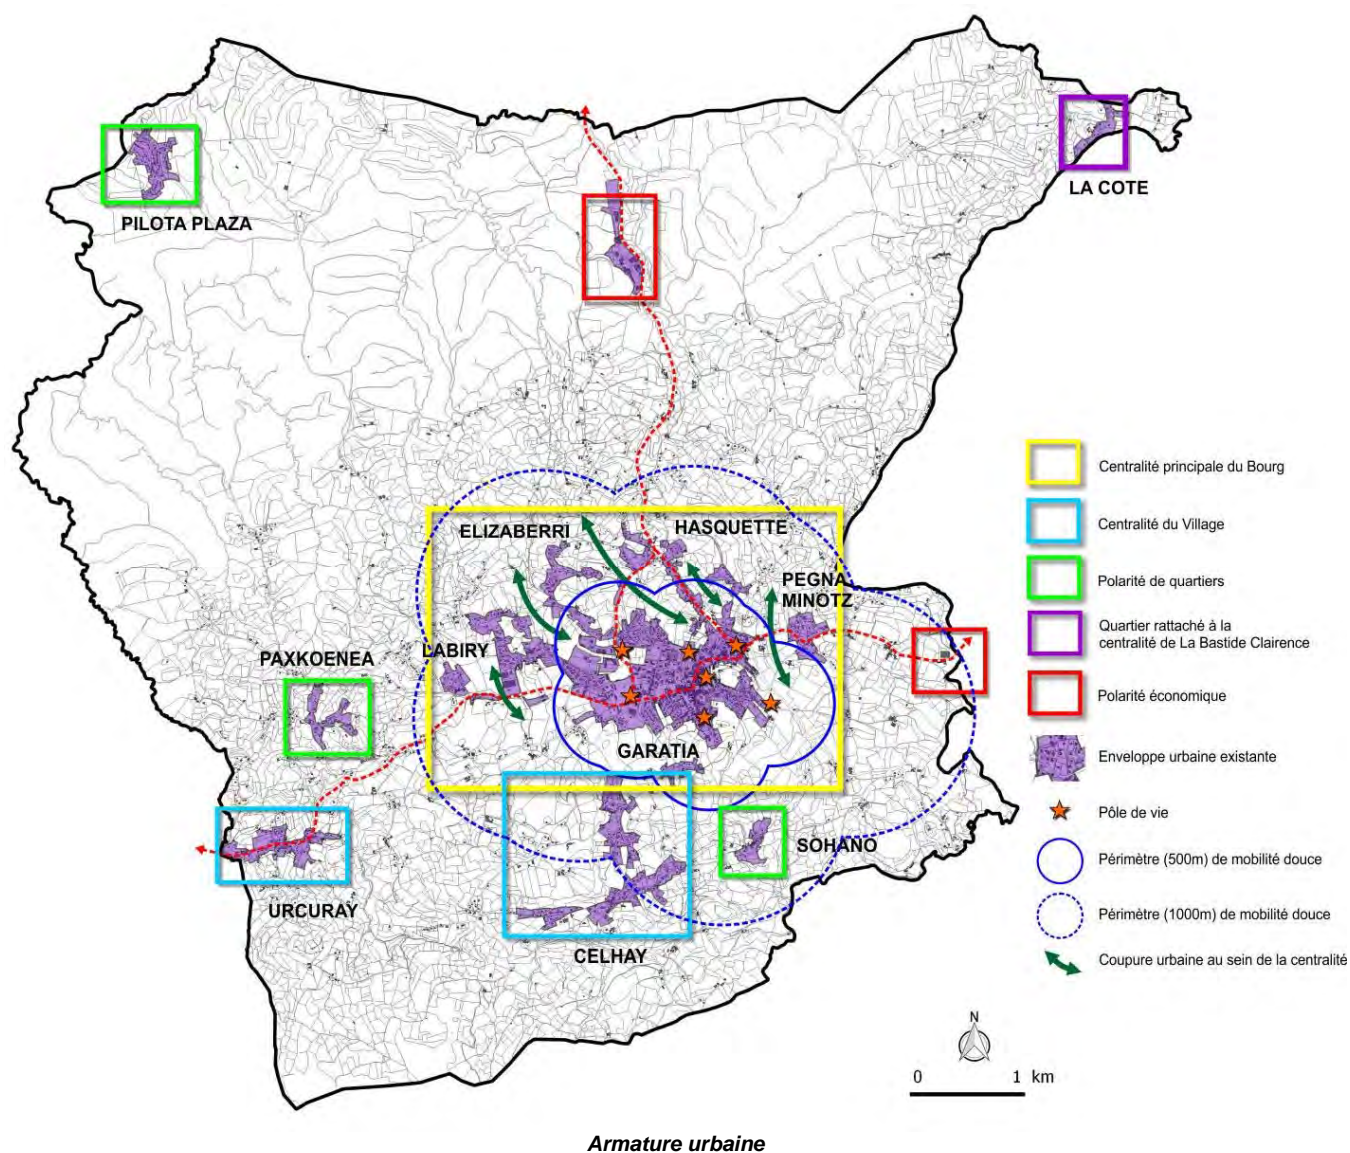 LA COTE
PILOTA PLAZA
ELIZABERRI
HASQUETTE
PEGNA
MINOTZ
LABIRY
PAXKOENEA
GARATIA
SOHANO
URCURAY
CELHAY
Centralité principale du Bourg
Centralité du Village
Polarité de quartiers
Quartier rattaché à la
centralité de La Bastide Clairence
Polarité économique
Enveloppe urbaine existante
Pôle de vie
Périmètre (500m) de mobilité douce
Périmètre (1000m) de mobilité douce
Coupure urbaine au sein de la centralité
N
0 1 km
Armature urbaine